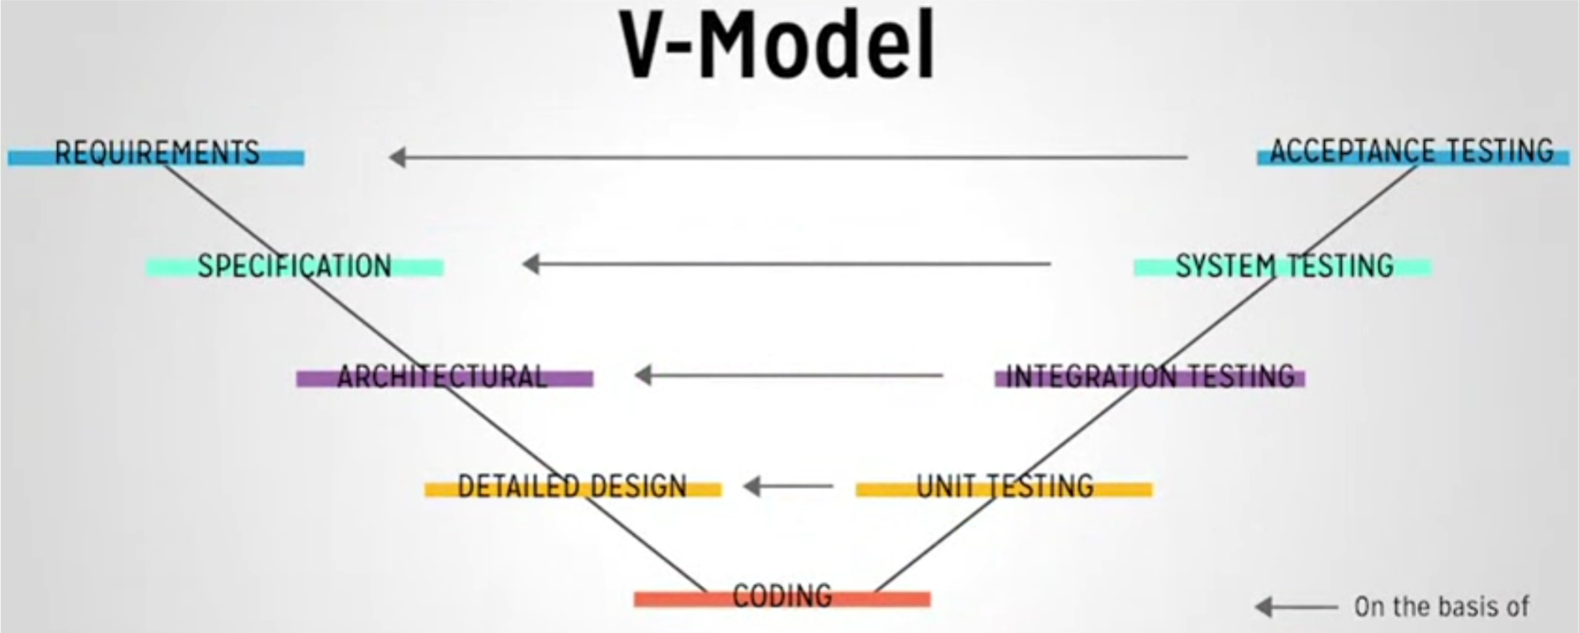 V-Model
REQUIREMENTS
ACCEPTANCE TESTING
SPECIFICATION
SYSTEM TESTING
ARCHITECTURAL
INTEGRATION TESTING
DETAILED DESIGN
UNIT TESTING
CODING
On the basis of